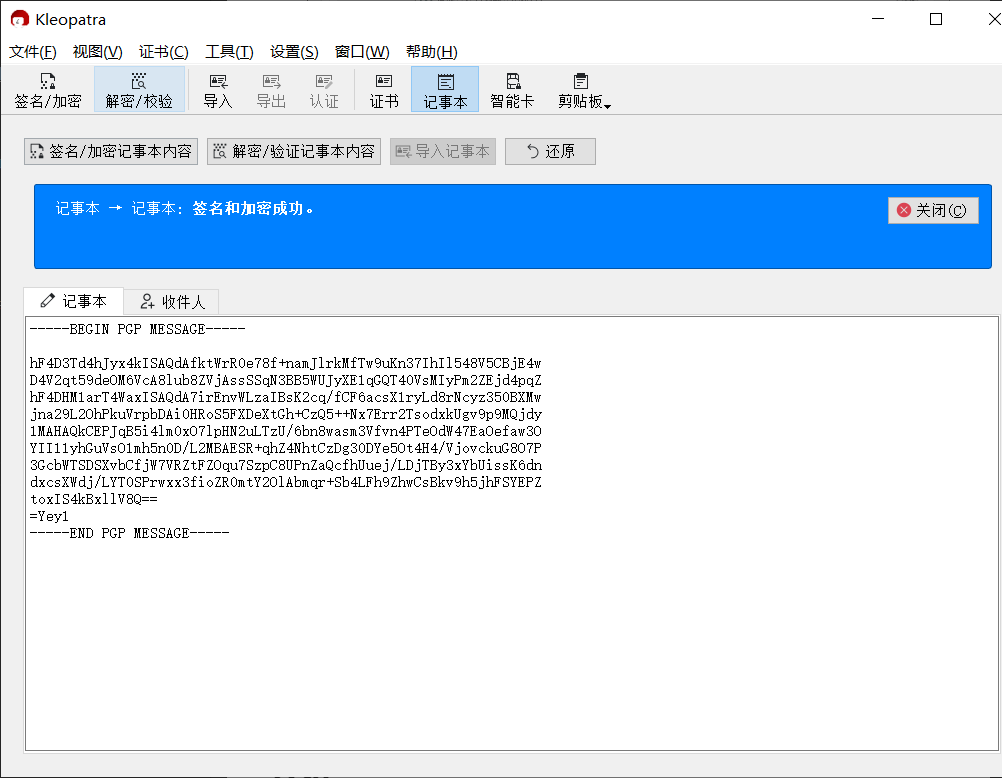 Kleopatra
文件(F) 视图(V) 证书(C) 工具(T) 设置(S) 窗口(W) 帮助(H)
签名/加密 解密/校验 导入 导出 认证 证书 记事本 智能卡 剪贴板
签名/加密记事本内容 解密/验证记事本内容 导入记事本 还原
记事本 → 记事本: 签名和加密成功。 关闭(C)
记事本 收件人
-----BEGIN PGP MESSAGE-----
hF4D3Td4hJyx4kISAQdAfktWrR0e78f+namJlrkMfTw9uKn37IhIl548V5CBjE4w
D4V2qt59deOM6VcA8lub8ZVjAssSSqN3BB5WUJyXE1qGQT40VsMIyPm2ZEjd4pqZ
hF4DHM1arT4WaxISAQdA7irEnvWLzaIBsK2cq/fCF6acsX1ryLd8rNcyz350BXMw
jna29L2OhPkuVrpbDAi0HRoS5FXDeXtGh+CzQ5++Nx7Err2TsodxkUgv9p9MQjdy
1MAHAQkCEPJqB5i4lm0xO7lpHN2uLTzU/6bn8wasm3Vfvn4PTeOdW47EaOefaw3O
YII11yhGuVsO1mh5n0D/L2MBAESR+qhZ4NhtCzDg30DYe5Ot4H4/VjovckuG8O7P
3GcbWTSDSXvbCfjW7VRZtFZOqu7SzpC8UPnZaQcfhUuej/LDjTBy3xYbUissK6dn
dxcsXWdj/LYT0SPrwxx3fioZR0mtY2OlAbmqr+Sb4LFh9ZhwCsBkv9h5jhFSYEPZ
toxIS4kBxllV8Q==
=Yey1
-----END PGP MESSAGE-----